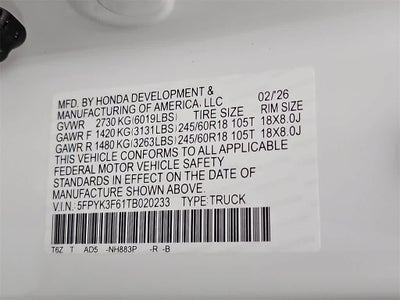 MFD. BY HONDA DEVELOPMENT &
MANUFACTURING OF AMERICA, LLC 02/'26
GVWR 2730 KG(6019LBS) TIRE SIZE RIM SIZE
GAWR F 1420 KG(3131LBS) 245/60R18 105T 18X8.0J
GAWR R 1480 KG(3263LBS) 245/60R18 105T 18X8.0J
THIS VEHICLE CONFORMS TO ALL APPLICABLE
FEDERAL MOTOR VEHICLE SAFETY
STANDARDS IN EFFECT ON THE DATE OF
MANUFACTURE SHOWN ABOVE.
V.I.N.: 5FPYK3F61TB020233 TYPE:TRUCK
T6Z T AD5 -NH883P -R -B